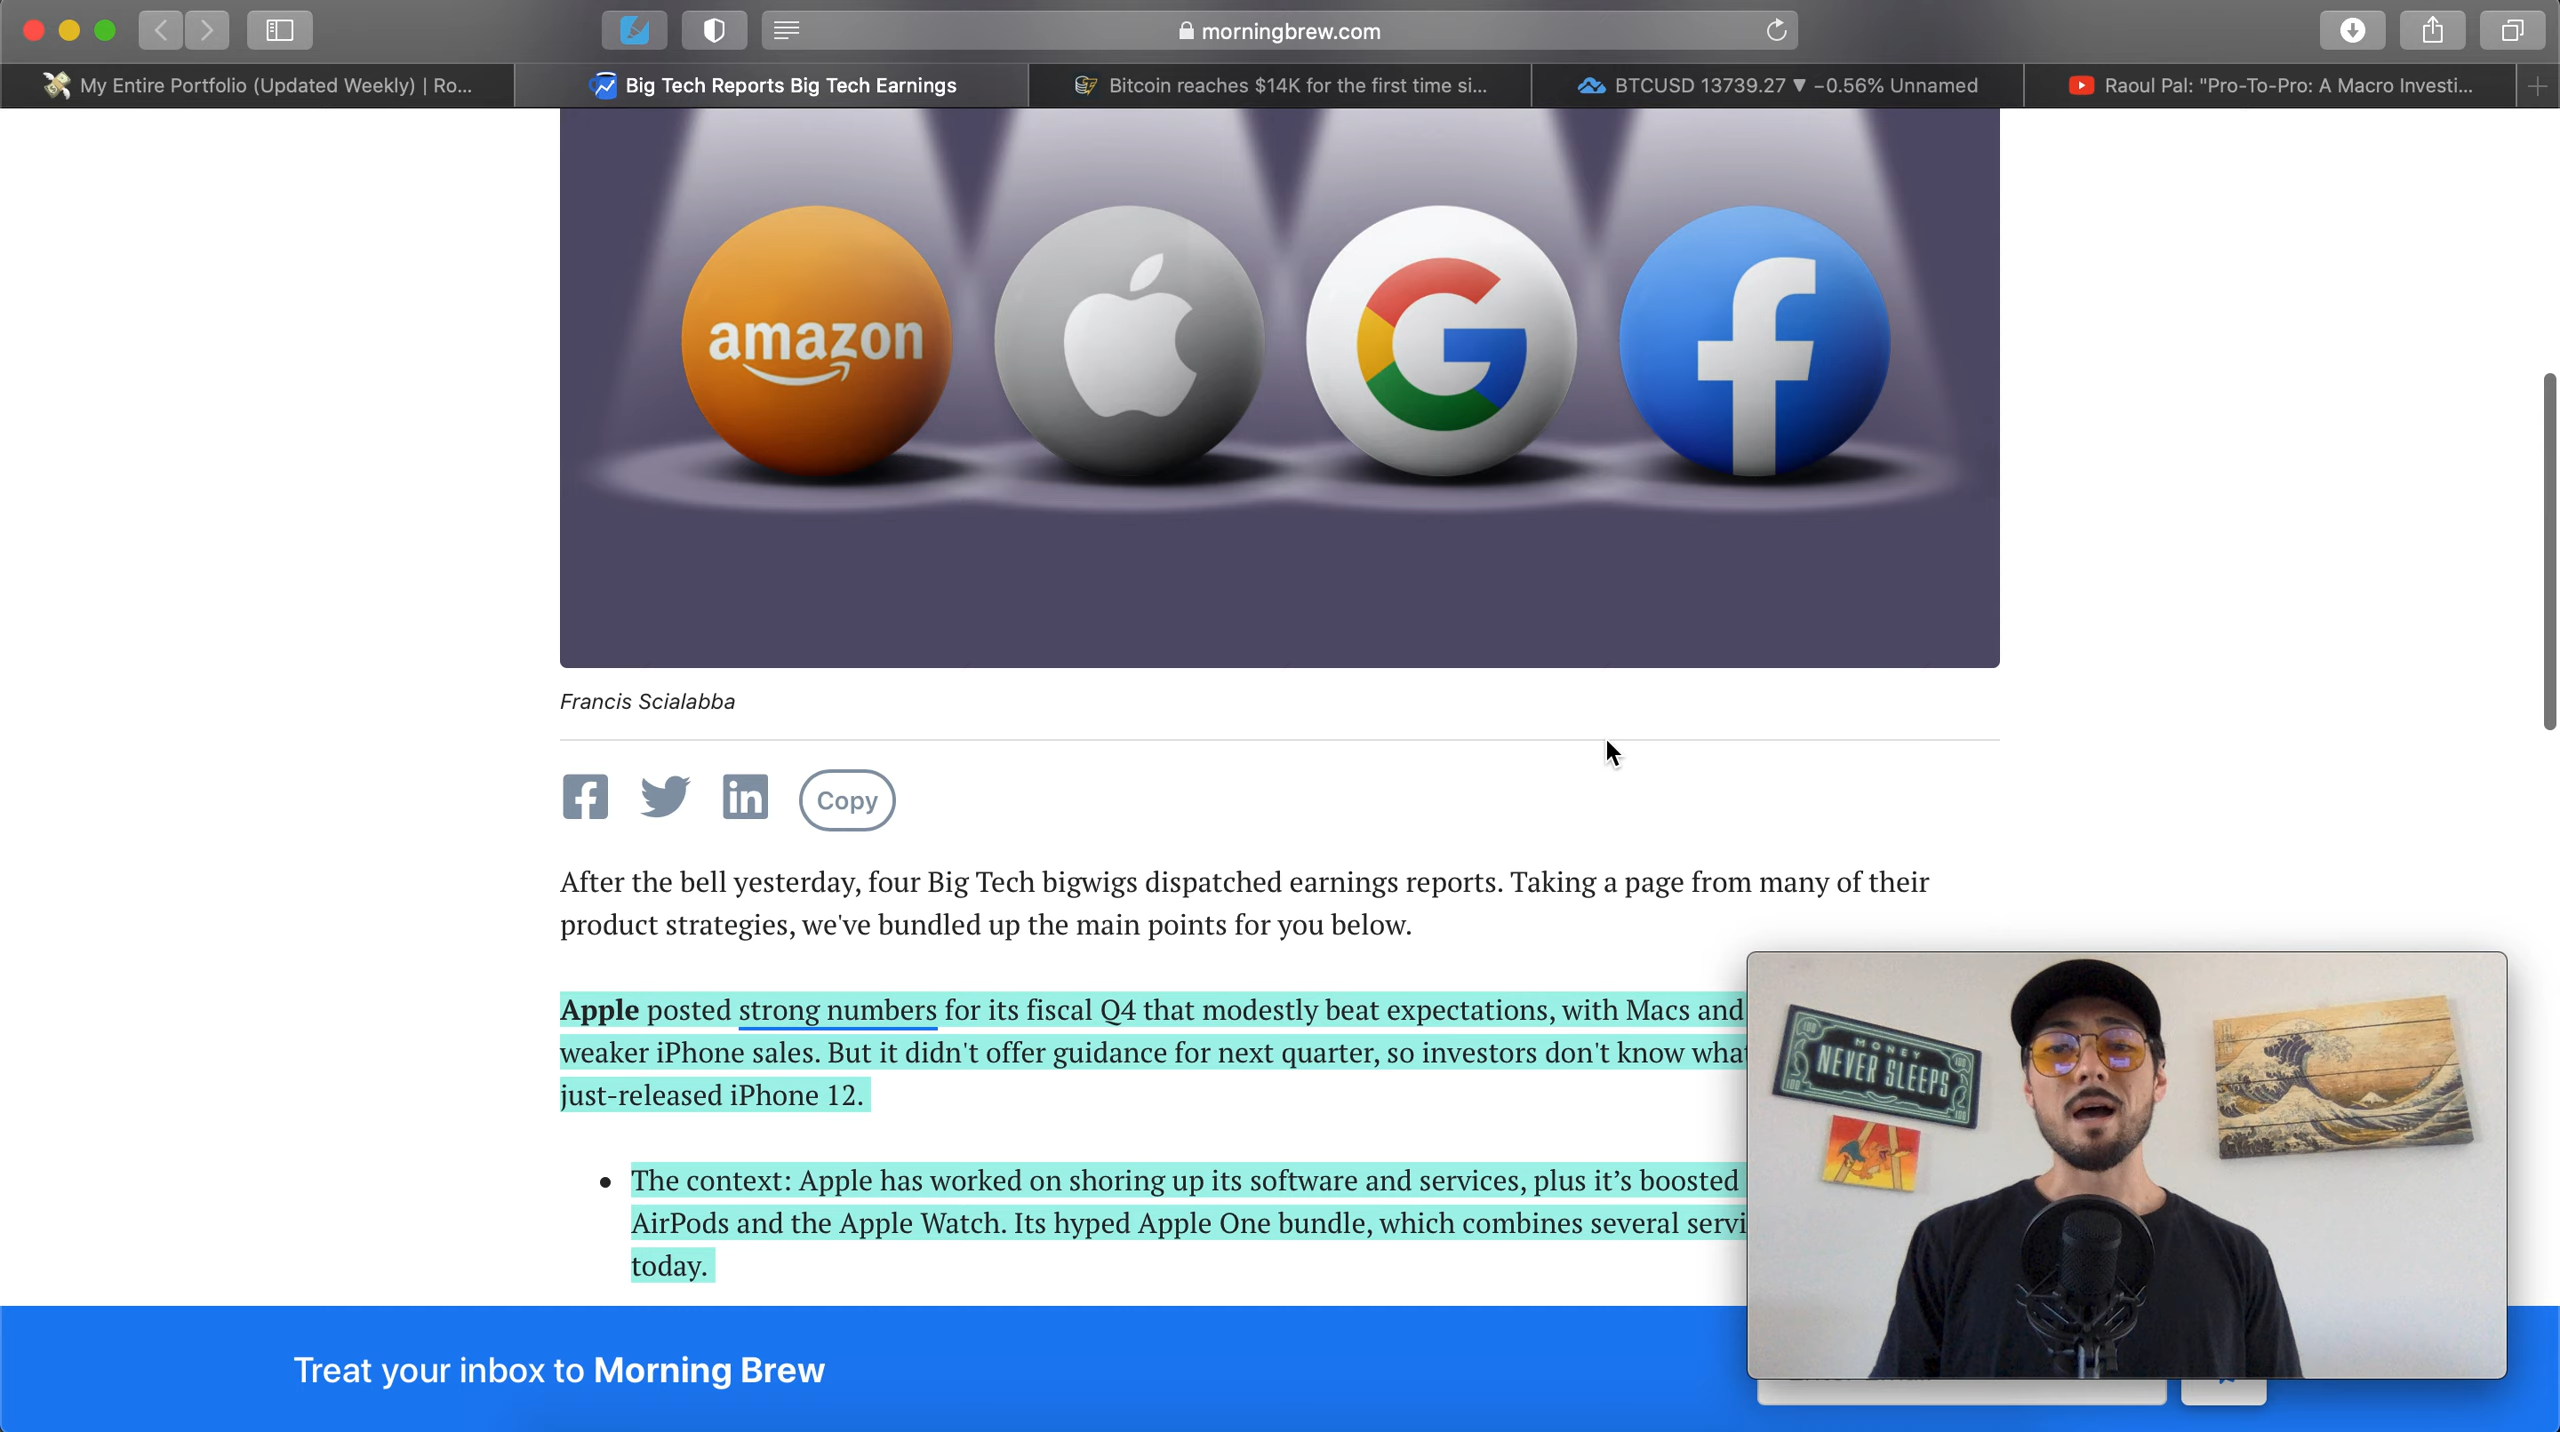 morningbrew.com
My Entire Portfolio (Updated Weekly) | Ro...
Big Tech Reports Big Tech Earnings
Bitcoin reaches $14K for the first time si...
BTCUSD 13739.27 ▼ −0.56% Unnamed
Raoul Pal: "Pro-To-Pro: A Macro Investi...
amazon
Francis Scialabba
Copy
After the bell yesterday, four Big Tech bigwigs dispatched earnings reports. Taking a page from many of their
product strategies, we've bundled up the main points for you below.
Apple posted strong numbers for its fiscal Q4 that modestly beat expectations, with Macs and
weaker iPhone sales. But it didn't offer guidance for next quarter, so investors don't know what
just-released iPhone 12.
• The context: Apple has worked on shoring up its software and services, plus it’s boosted
AirPods and the Apple Watch. Its hyped Apple One bundle, which combines several servi
today.
MONEY
NEVER SLEEPS
100
100
100
100
Treat your inbox to Morning Brew